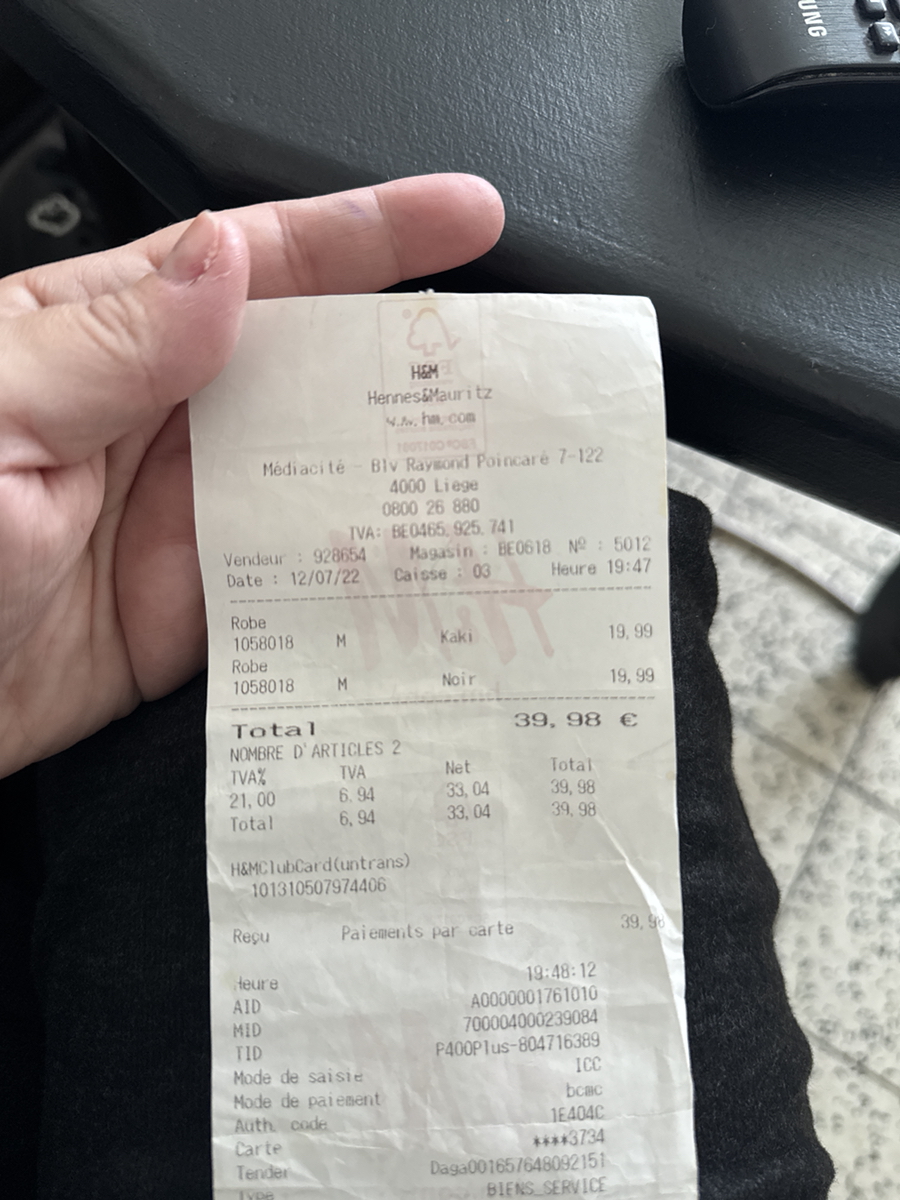 UNG
H&M
Hennes&Mauritz
www.hm.com
Médiacité - Blv Raymond Poincaré 7-122
4000 Liege
0800 26 880
TVA: BE0465.925.741
Vendeur : 928654 Magasin : BE0618 Nº : 5012
Date : 12/07/22 Caisse : 03 Heure 19:47
Robe
1058018 M Kaki 19,99
Robe
1058018 M Noir 19,99
Total 39,98 €
NOMBRE D'ARTICLES 2
TVA% TVA Net Total
21,00 6,94 33,04 39,98
Total 6,94 33,04 39,98
H&MClubCard(untrans)
101310507974406
Reçu Paiements par carte 39,98
Heure 19:48:12
AID A0000001761010
MID 700004000239084
TID P400Plus-804716389
Mode de saisie ICC
Mode de paiement bcmc
Auth. code 1E404C
Carte ****3734
Tender Daga001657648092151
Type BIENS_SERVICE